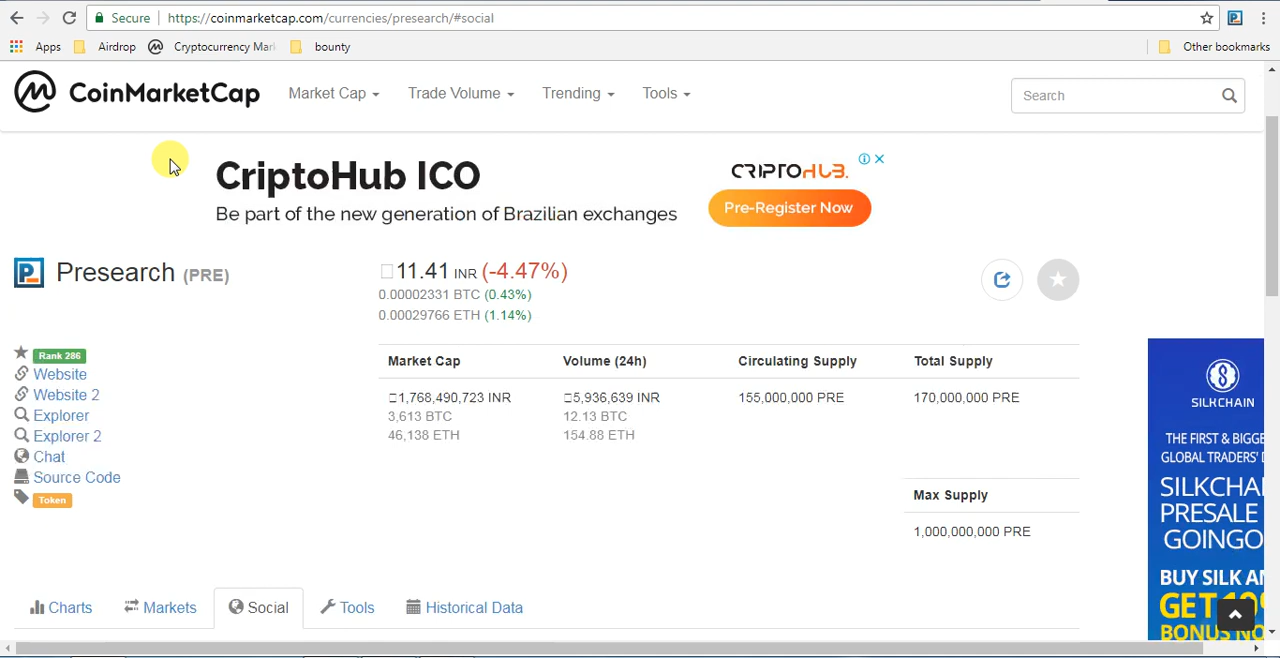 Secure https://coinmarketcap.com/currencies/presearch/#social
Apps Airdrop Cryptocurrency Mar bounty Other bookmarks
CoinMarketCap Market Cap Trade Volume Trending Tools Search
CriptoHub ICO
Be part of the new generation of Brazilian exchanges
CRIPTOHUB.
Pre-Register Now
Presearch (PRE)
11.41 INR (-4.47%)
0.00002331 BTC (0.43%)
0.00029766 ETH (1.14%)
Rank 286
Website
Website 2
Explorer
Explorer 2
Chat
Source Code
Token
Market Cap Volume (24h) Circulating Supply Total Supply
1,768,490,723 INR 5,936,639 INR 155,000,000 PRE 170,000,000 PRE
3,613 BTC 12.13 BTC
46,138 ETH 154.88 ETH
Max Supply
1,000,000,000 PRE
SILKCHAIN
THE FIRST & BIGGE
GLOBAL TRADERS'
SILKCHAI
PRESALE
GOINGO
BUY SILK AN
GET
BONUS NO
Charts Markets Social Tools Historical Data